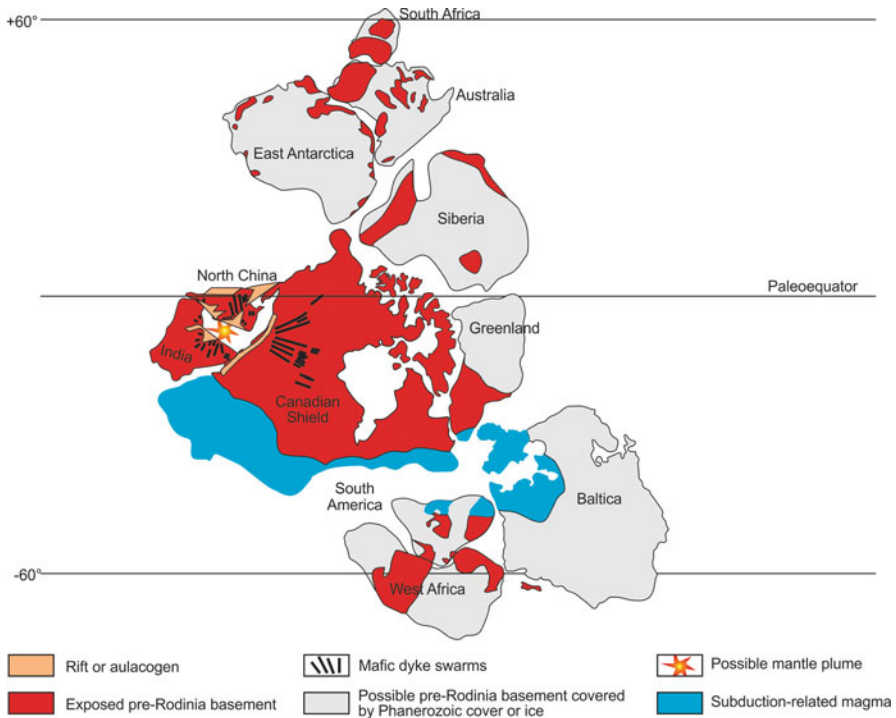 +60°
South Africa
Australia
East Antarctica
Siberia
North China
Paleoequator
Greenland
India
Canadian
Shield
South
America
Baltica
-60°
West Africa
Rift or aulacogen
Mafic dyke swarms
Possible mantle plume
Exposed pre-Rodinia basement
Possible pre-Rodinia basement covered
by Phanerozoic cover or ice
Subduction-related magma